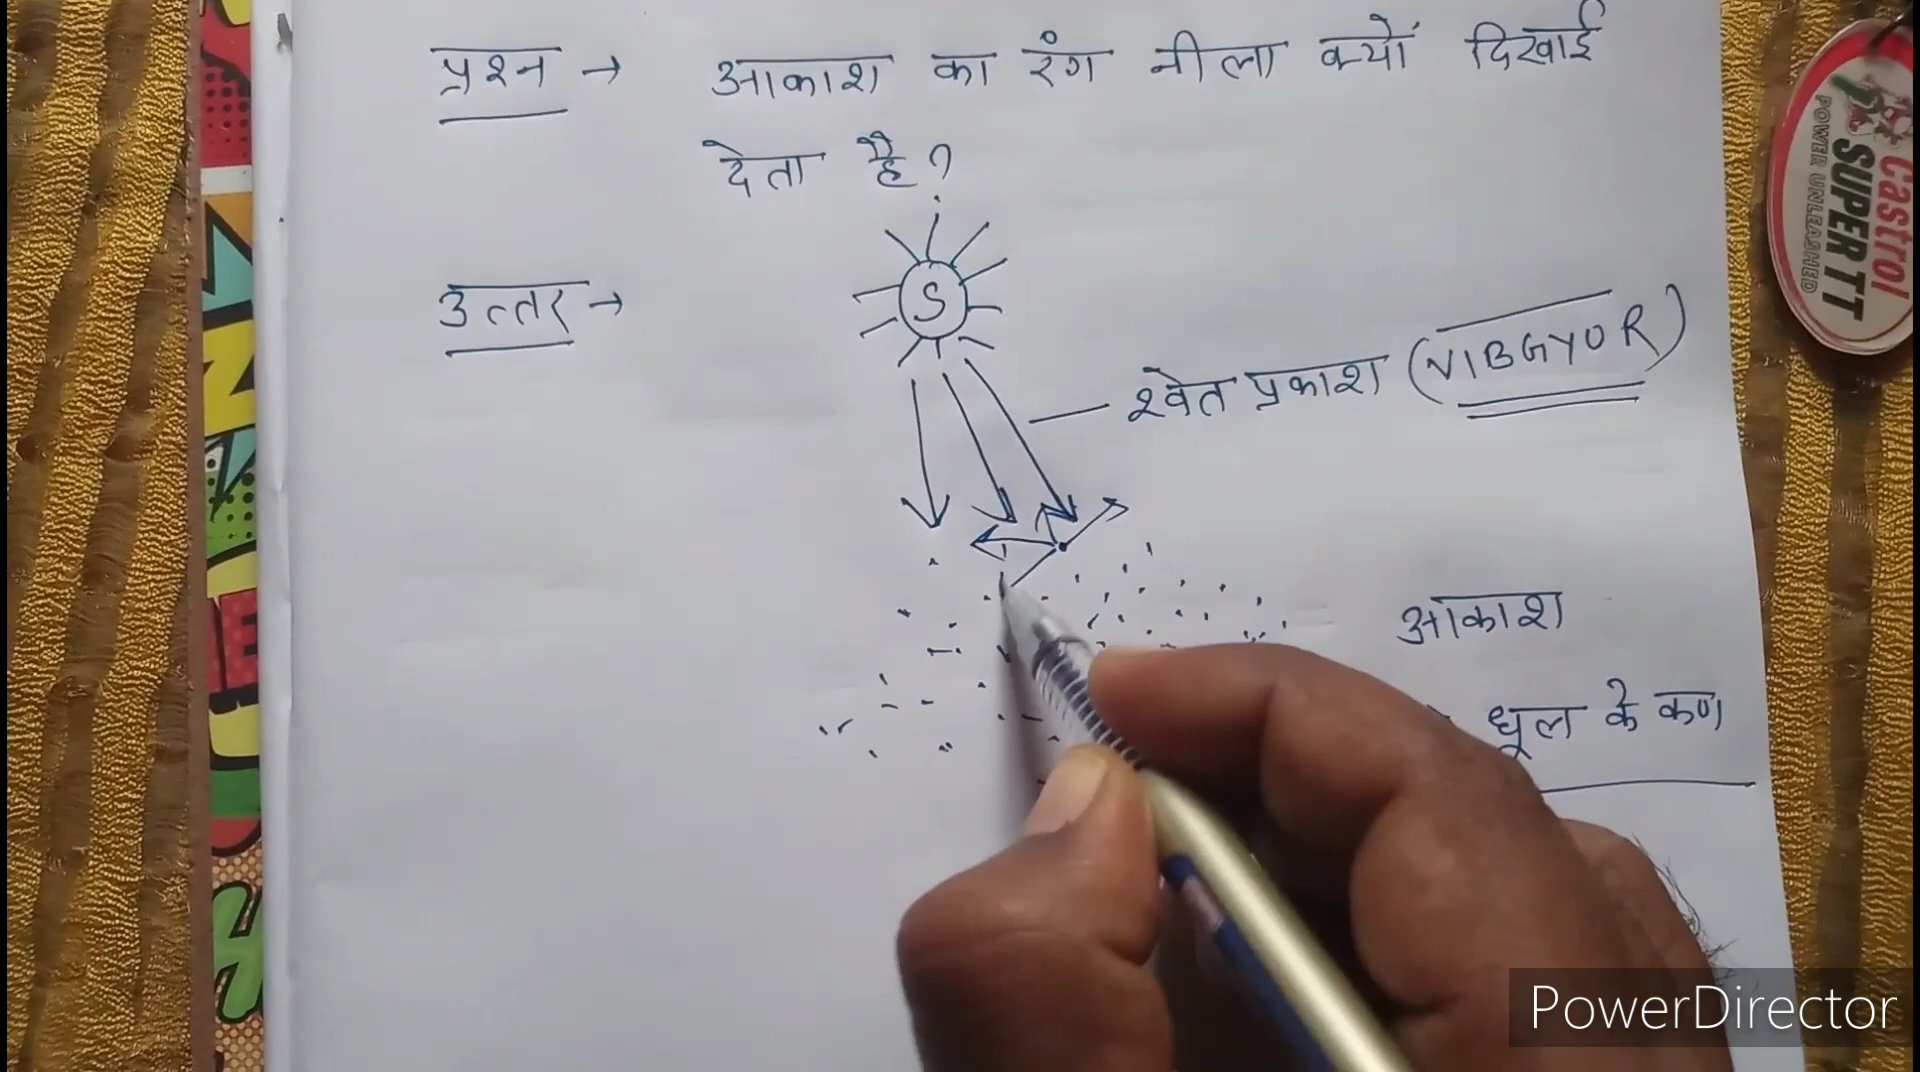 प्रश्न → आकाश का रंग नीला क्यों दिखाई
देता है?
उत्तर →
S
श्वेत प्रकाश (VIBGYOR)
आकाश
धूल के कण
Castrol
SUPER TT
POWER UNLEASHED
PowerDirector